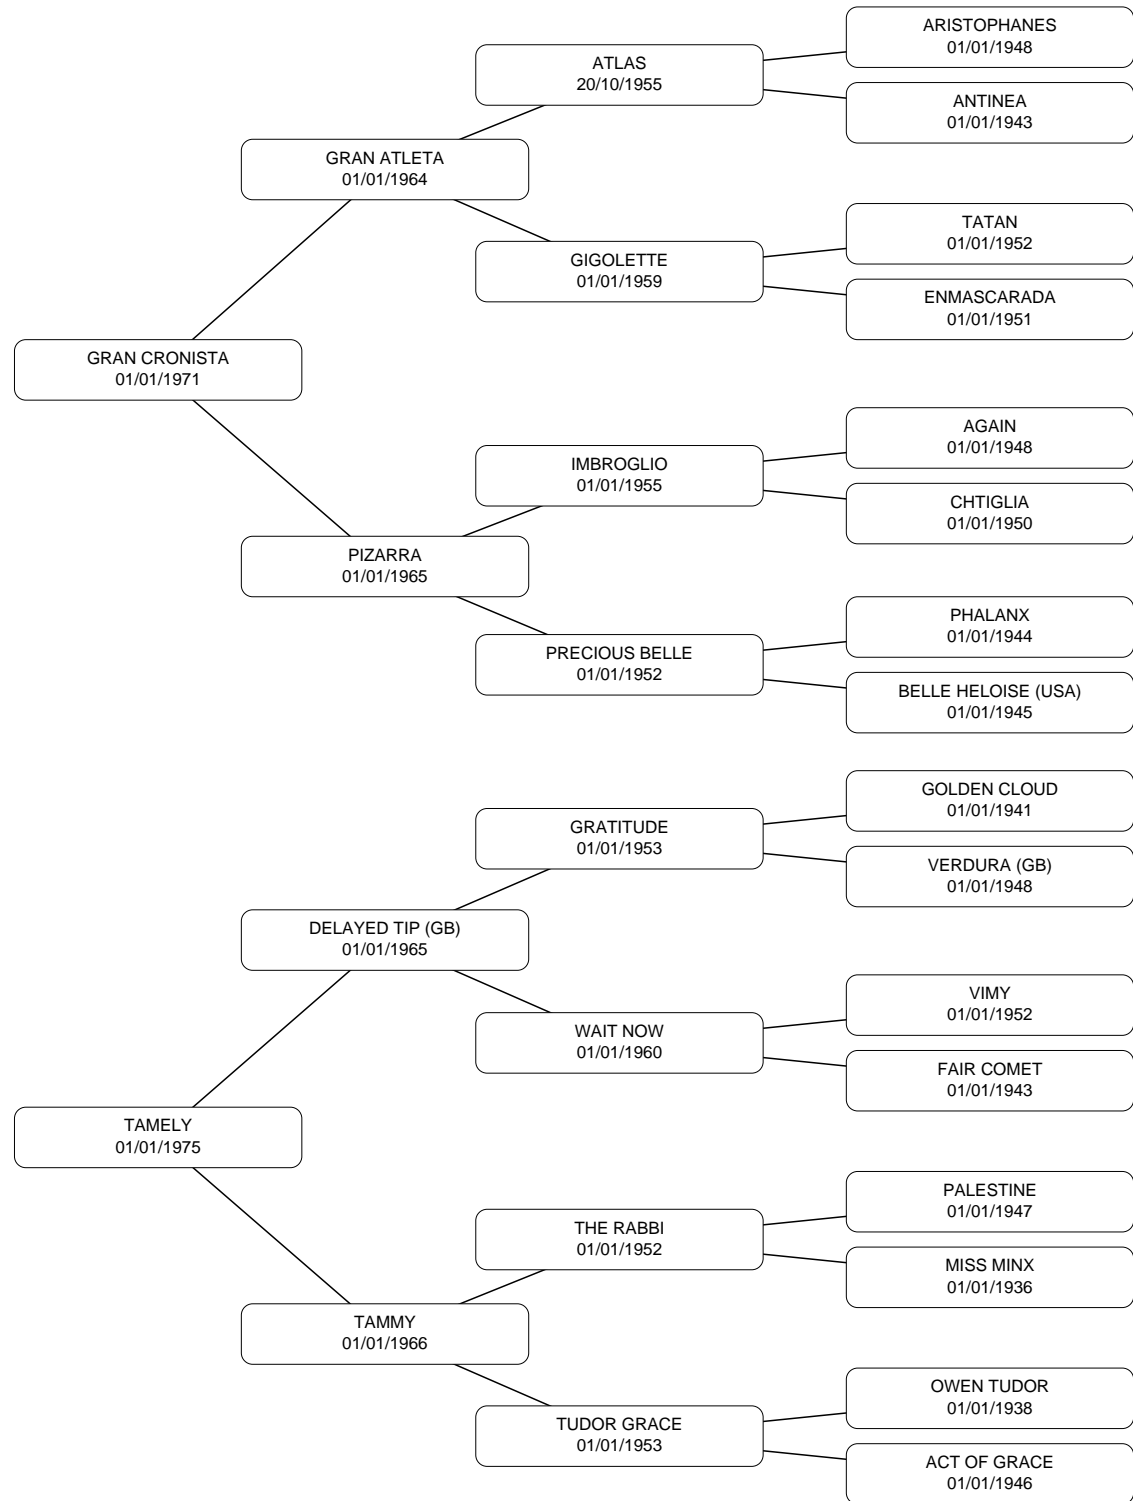 ARISTOPHANES
01/01/1948
ATLAS
20/10/1955
ANTINEA
01/01/1943
GRAN ATLETA
01/01/1964
TATAN
01/01/1952
GIGOLETTE
01/01/1959
ENMASCARADA
01/01/1951
GRAN CRONISTA
01/01/1971
AGAIN
01/01/1948
IMBROGLIO
01/01/1955
CHTIGLIA
01/01/1950
PIZARRA
01/01/1965
PHALANX
01/01/1944
PRECIOUS BELLE
01/01/1952
BELLE HELOISE (USA)
01/01/1945
GOLDEN CLOUD
01/01/1941
GRATITUDE
01/01/1953
VERDURA (GB)
01/01/1948
DELAYED TIP (GB)
01/01/1965
VIMY
01/01/1952
WAIT NOW
01/01/1960
FAIR COMET
01/01/1943
TAMELY
01/01/1975
PALESTINE
01/01/1947
THE RABBI
01/01/1952
MISS MINX
01/01/1936
TAMMY
01/01/1966
OWEN TUDOR
01/01/1938
TUDOR GRACE
01/01/1953
ACT OF GRACE
01/01/1946